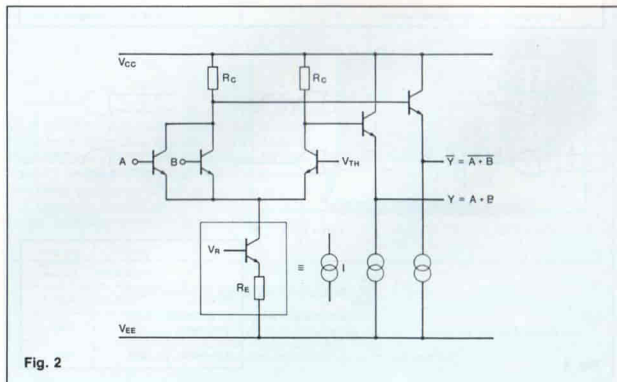 VCC
RC
RC
A
B
VTH
Y̅ = A̅ ̅+̅ ̅B̅
Y = A + B
VR
RE
≡
I
VEE
Fig. 2